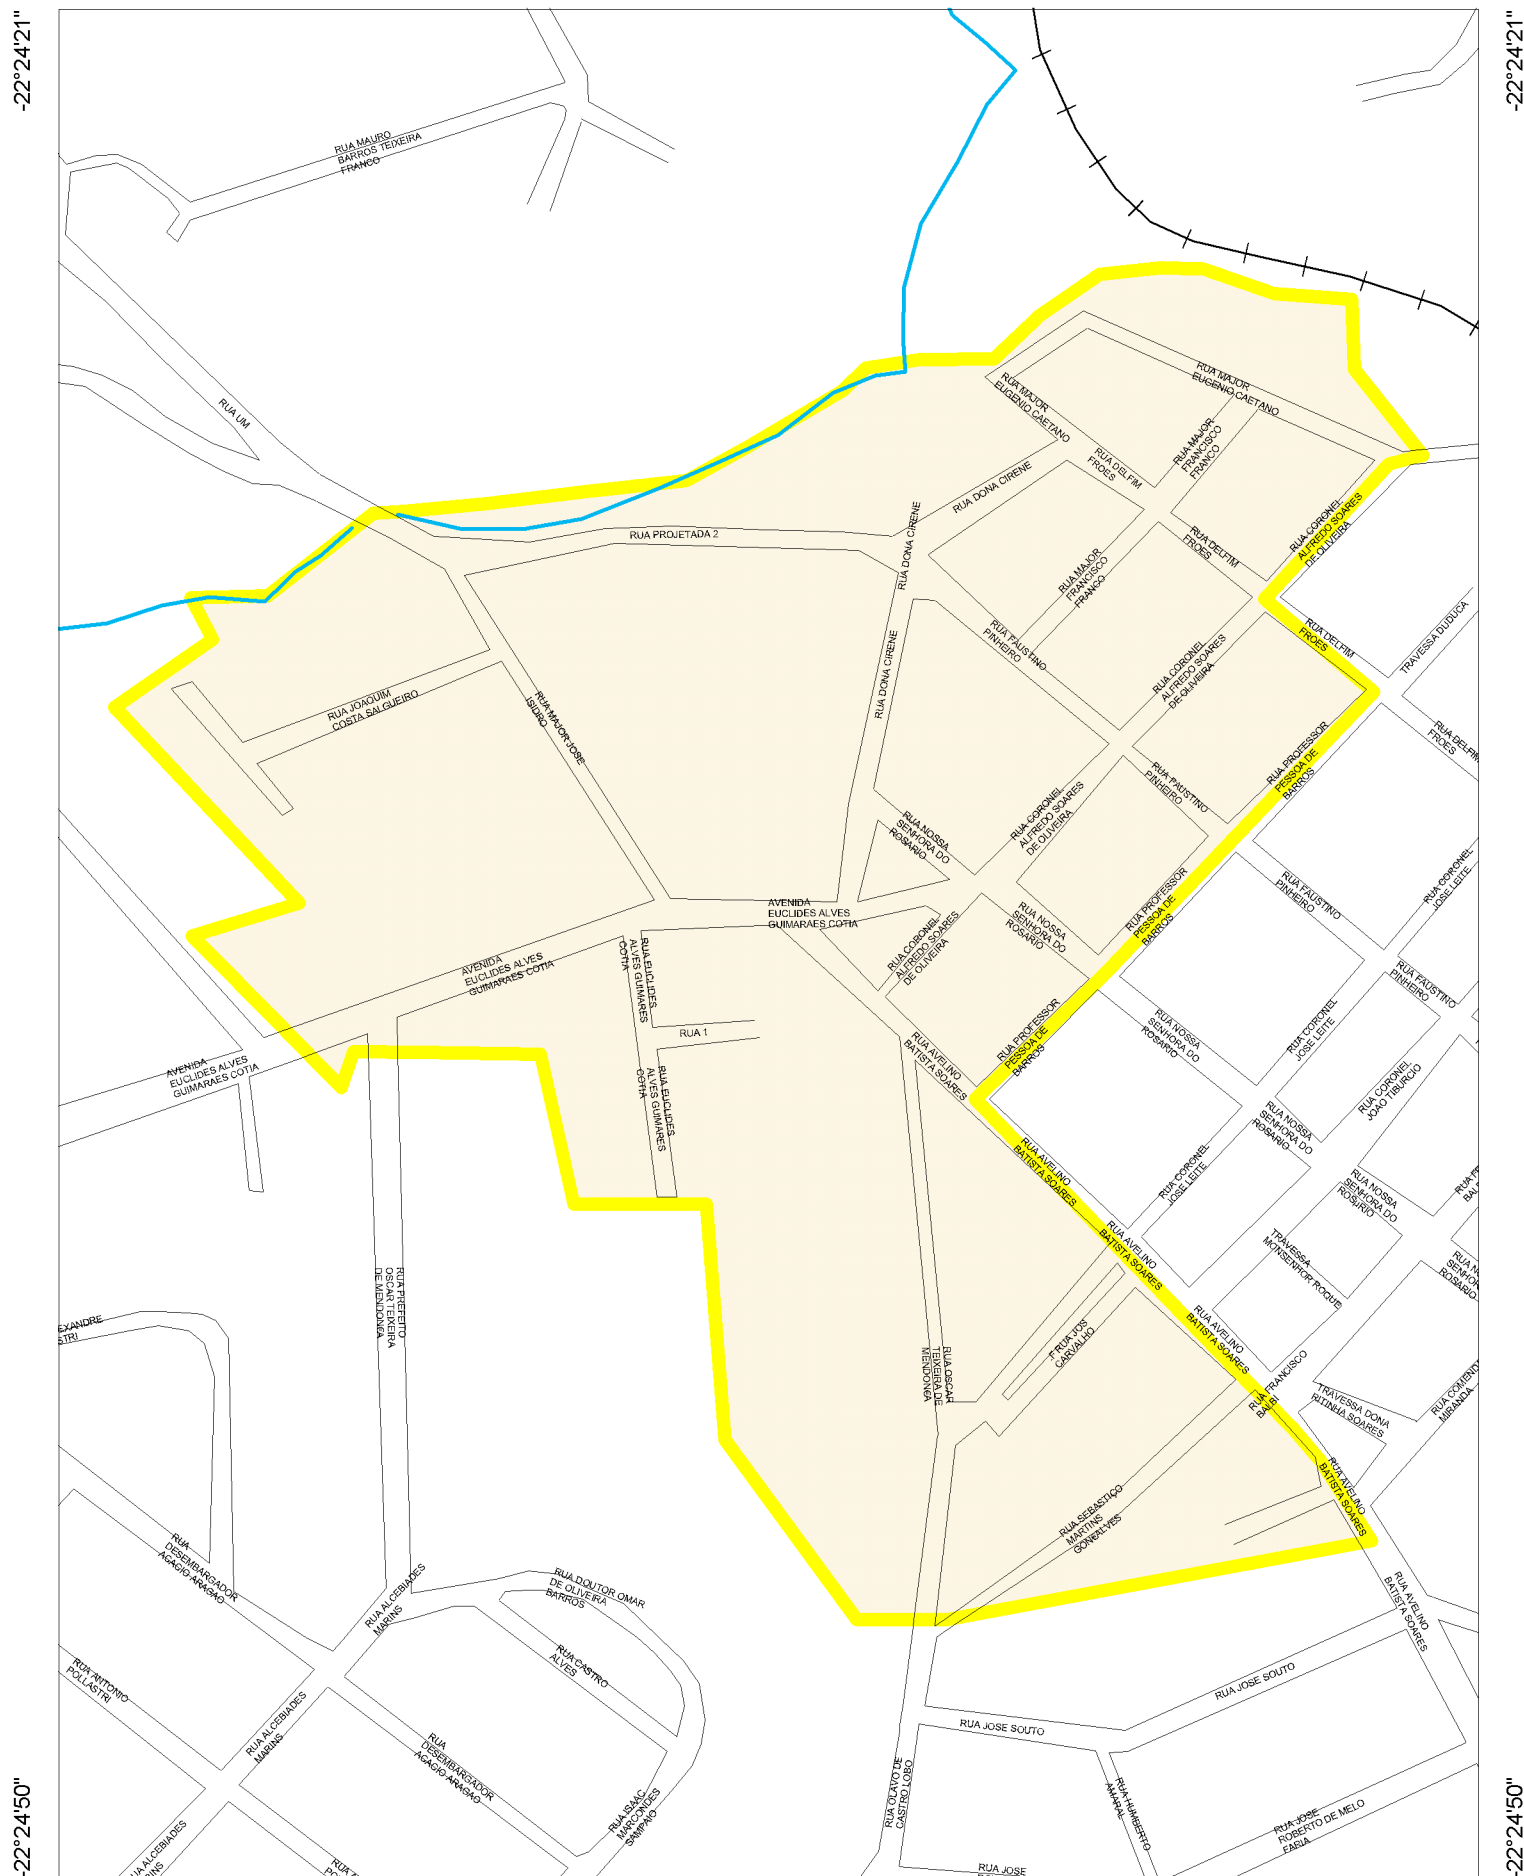 -22°24'21"
-22°24'21"
RUA MAURO
BARROS TEIXEIRA
FRANCO
RUA UM
RUA MAJOR
EUGENIO CAETANO
RUA MAJOR
EUGENIO CAETANO
RUA MAJOR
FRANCISCO
FRANCO
RUA DELFIM
FROES
RUA DONA CIRENE
RUA DONA CIRENE
RUA PROJETADA 2
RUA CORONEL
ALFREDO SOARES
DE OLIVEIRA
RUA DELFIM
FROES
RUA MAJOR
FRANCISCO
FRANCO
RUA FAUSTINO
PINHEIRO
RUA DELFIM
FROES
TRAVESSA DUDUCA
RUA DONA CIRENE
RUA CORONEL
ALFREDO SOARES
DE OLIVEIRA
RUA JOAQUIM
COSTA SALGUEIRO
RUA MAJOR JOSE
ISIDRO
RUA PROFESSOR
PESSOA DE
BARROS
RUA DELFIM
FROES
RUA FAUSTINO
PINHEIRO
RUA CORONEL
ALFREDO SOARES
DE OLIVEIRA
RUA NOSSA
SENHORA DO
ROSARIO
RUA FAUSTINO
PINHEIRO
RUA CORONEL
JOSE LEITE
RUA PROFESSOR
PESSOA DE
BARROS
RUA NOSSA
SENHORA DO
ROSARIO
AVENIDA
EUCLIDES ALVES
GUIMARAES COTIA
RUA CORONEL
ALFREDO SOARES
DE OLIVEIRA
AVENIDA
EUCLIDES ALVES
GUIMARAES COTIA
RUA EUCLIDES
ALVES GUIMARES
COTIA
RUA 1
RUA FAUSTINO
PINHEIRO
RUA CORONEL
JOSE LEITE
RUA NOSSA
SENHORA DO
ROSARIO
RUA PROFESSOR
PESSOA DE
BARROS
RUA AVELINO
BATISTA SOARES
AVENIDA
EUCLIDES ALVES
GUIMARAES COTIA
RUA EUCLIDES
ALVES GUIMARES
COTIA
RUA CORONEL
JOAO TIBURCIO
RUA NOSSA
SENHORA DO
ROSARIO
RUA AVELINO
BATISTA SOARES
RUA CORONEL
JOSE LEITE
RUA NOSSA
SENHORA DO
ROSARIO
RUA AVELINO
BATISTA SOARES
TRAVESSA
MONSENHOR ROQUE
RUA PREFEITO
OSCAR TEIXEIRA
DE MENDONCA
RUA AVELINO
BATISTA SOARES
F RUA JOS
CARVALHO
RUA OSCAR
TEIXEIRA DE
MENDONCA
RUA FRANCISCO
BALBI
TRAVESSA DONA
RITINHA SOARES
MIRANDA
RUA AVELINO
BATISTA SOARES
RUA SEBASTIÇO
MARTINS
GONCALVES
RUA
DESEMBARGADOR
ACACIO ARAGAO
RUA ALCEBIADES
MARINS
RUA DOUTOR OMAR
DE OLIVEIRA
BARROS
RUA AVELINO
BATISTA SOARES
RUA CASTRO
ALVES
RUA ANTONIO
POLLASTRI
RUA ALCEBIADES
MARINS
RUA JOSE SOUTO
RUA JOSE SOUTO
RUA
DESEMBARGADOR
ACACIO ARAGAO
RUA OLAVO DE
CASTRO LOBO
RUA ISAAC
MARCONDES
SAMPAIO
RUA HUMBERTO
AMARAL
RUA JOSE
ROBERTO DE MELO
FARIA
RUA JOSE
-22°24'50"
-22°24'50"